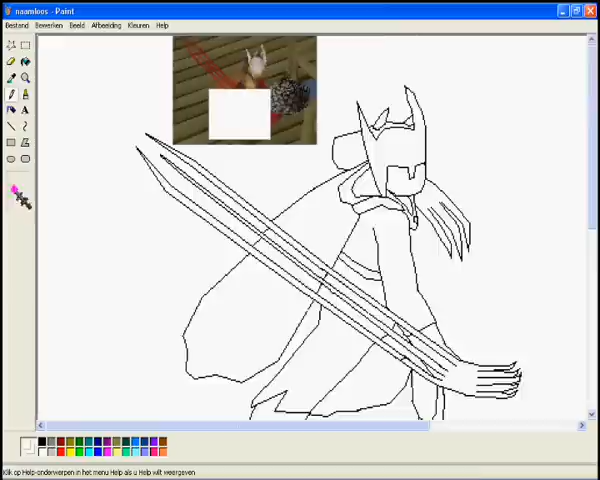 naamloos - Paint
Bestand Bewerken Beeld Afbeelding Kleuren Help
A
Klik op Help-onderwerpen in het menu Help als u Hulp wilt weergeven